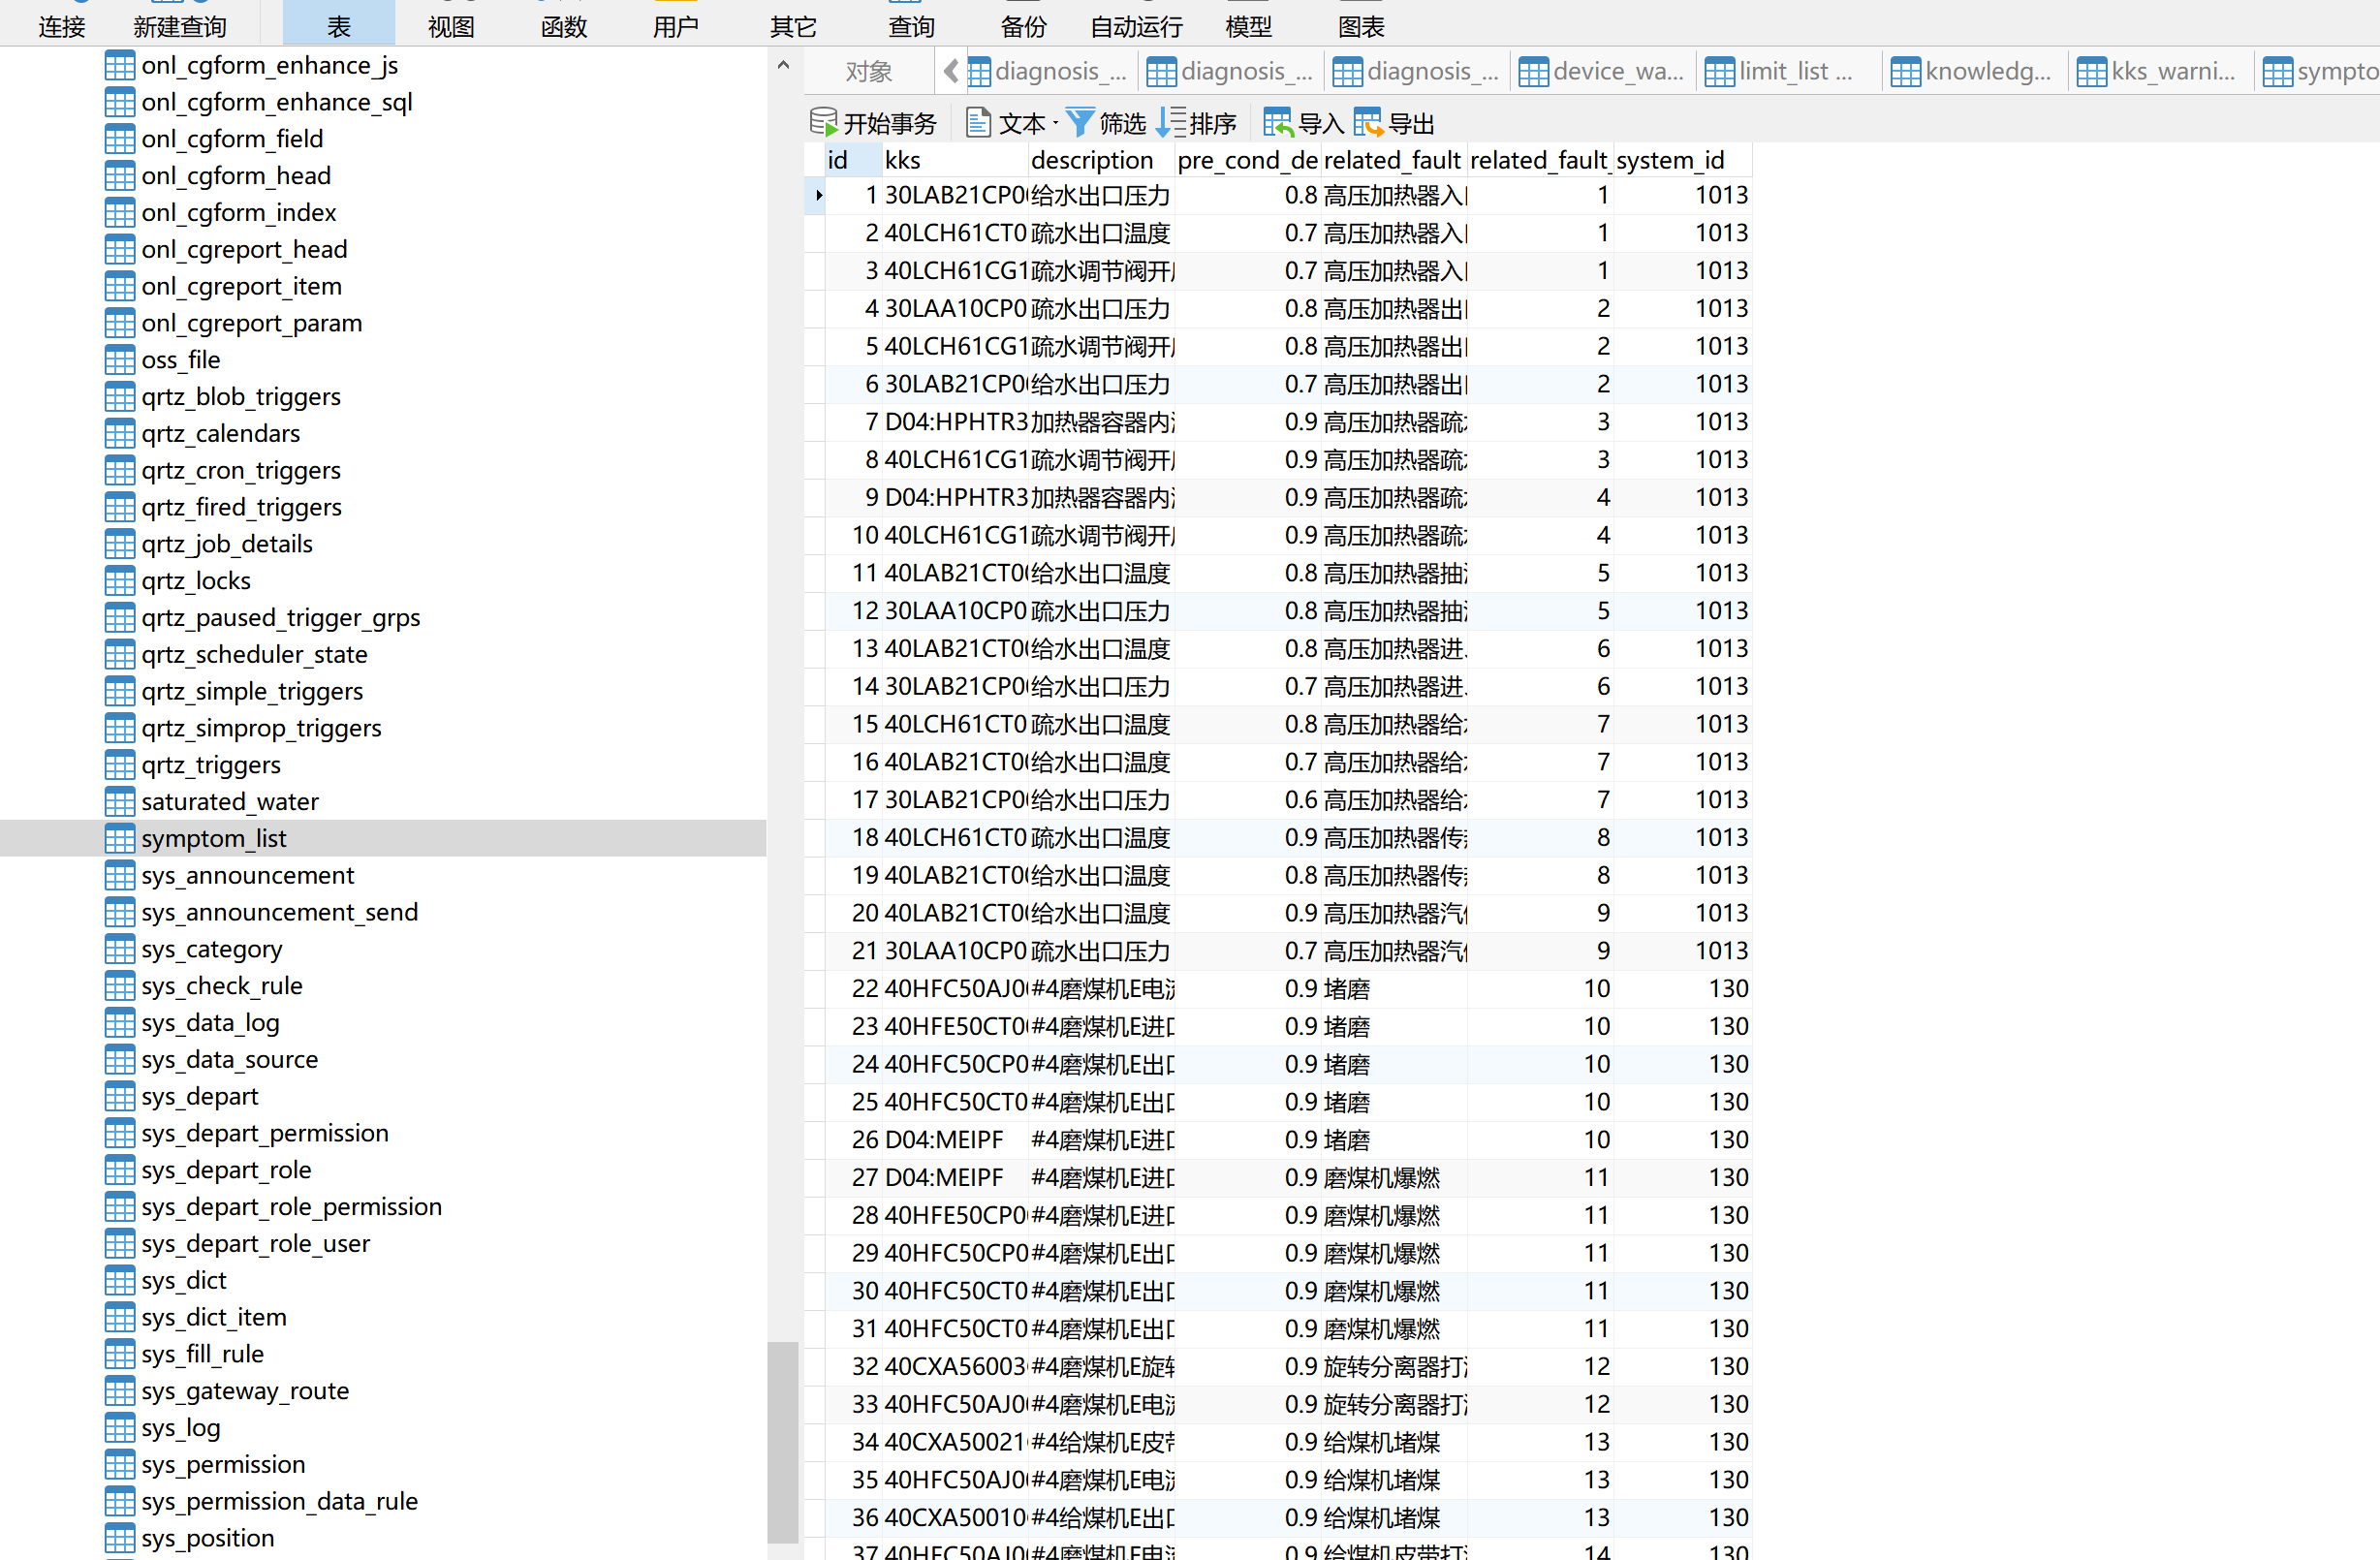 连接 新建查询 表 视图 函数 用户 其它 查询 备份 自动运行 模型 图表
onl_cgform_enhance_js
onl_cgform_enhance_sql
onl_cgform_field
onl_cgform_head
onl_cgform_index
onl_cgreport_head
onl_cgreport_item
onl_cgreport_param
oss_file
qrtz_blob_triggers
qrtz_calendars
qrtz_cron_triggers
qrtz_fired_triggers
qrtz_job_details
qrtz_locks
qrtz_paused_trigger_grps
qrtz_scheduler_state
qrtz_simple_triggers
qrtz_simprop_triggers
qrtz_triggers
saturated_water
symptom_list
sys_announcement
sys_announcement_send
sys_category
sys_check_rule
sys_data_log
sys_data_source
sys_depart
sys_depart_permission
sys_depart_role
sys_depart_role_permission
sys_depart_role_user
sys_dict
sys_dict_item
sys_fill_rule
sys_gateway_route
sys_log
sys_permission
sys_permission_data_rule
sys_position
对象 diagnosis_... diagnosis_... diagnosis_... device_wa... limit_list ... knowledg... kks_warni... sympto
开始事务 文本 筛选 排序 导入 导出
id kks description pre_cond_de related_fault related_fault_ system_id
1 30LAB21CP0 给水出口压力 0.8 高压加热器入 1 1013
2 40LCH61CT0 疏水出口温度 0.7 高压加热器入 1 1013
3 40LCH61CG1 疏水调节阀开 0.7 高压加热器入 1 1013
4 30LAA10CP0 疏水出口压力 0.8 高压加热器出 2 1013
5 40LCH61CG1 疏水调节阀开 0.8 高压加热器出 2 1013
6 30LAB21CP0 给水出口压力 0.7 高压加热器出 2 1013
7 D04:HPHTR3 加热器容器内 0.9 高压加热器疏 3 1013
8 40LCH61CG1 疏水调节阀开 0.9 高压加热器疏 3 1013
9 D04:HPHTR3 加热器容器内 0.9 高压加热器疏 4 1013
10 40LCH61CG1 疏水调节阀开 0.9 高压加热器疏 4 1013
11 40LAB21CT0 给水出口温度 0.8 高压加热器抽 5 1013
12 30LAA10CP0 疏水出口压力 0.8 高压加热器抽 5 1013
13 40LAB21CT0 给水出口温度 0.8 高压加热器进、 6 1013
14 30LAB21CP0 给水出口压力 0.7 高压加热器进、 6 1013
15 40LCH61CT0 疏水出口温度 0.8 高压加热器给 7 1013
16 40LAB21CT0 给水出口温度 0.7 高压加热器给 7 1013
17 30LAB21CP0 给水出口压力 0.6 高压加热器给 7 1013
18 40LCH61CT0 疏水出口温度 0.9 高压加热器传 8 1013
19 40LAB21CT0 给水出口温度 0.8 高压加热器传 8 1013
20 40LAB21CT0 给水出口温度 0.9 高压加热器汽 9 1013
21 30LAA10CP0 疏水出口压力 0.7 高压加热器汽 9 1013
22 40HFC50AJ0 #4磨煤机E电流 0.9 堵磨 10 130
23 40HFE50CT0 #4磨煤机E进口 0.9 堵磨 10 130
24 40HFC50CP0 #4磨煤机E出口 0.9 堵磨 10 130
25 40HFC50CT0 #4磨煤机E出口 0.9 堵磨 10 130
26 D04:MEIPF #4磨煤机E进口 0.9 堵磨 10 130
27 D04:MEIPF #4磨煤机E进口 0.9 磨煤机爆燃 11 130
28 40HFE50CP0 #4磨煤机E进口 0.9 磨煤机爆燃 11 130
29 40HFC50CP0 #4磨煤机E出口 0.9 磨煤机爆燃 11 130
30 40HFC50CT0 #4磨煤机E出口 0.9 磨煤机爆燃 11 130
31 40HFC50CT0 #4磨煤机E出口 0.9 磨煤机爆燃 11 130
32 40CXA56003 #4磨煤机E旋转 0.9 旋转分离器打 12 130
33 40HFC50AJ0 #4磨煤机E电流 0.9 旋转分离器打 12 130
34 40CXA50021 #4给煤机E皮带 0.9 给煤机堵煤 13 130
35 40HFC50AJ0 #4磨煤机E电流 0.9 给煤机堵煤 13 130
36 40CXA50010 #4给煤机E出口 0.9 给煤机堵煤 13 130
37 40HFC50AJ0 #4磨煤机E电流 0.9 给煤机皮带打 14 130